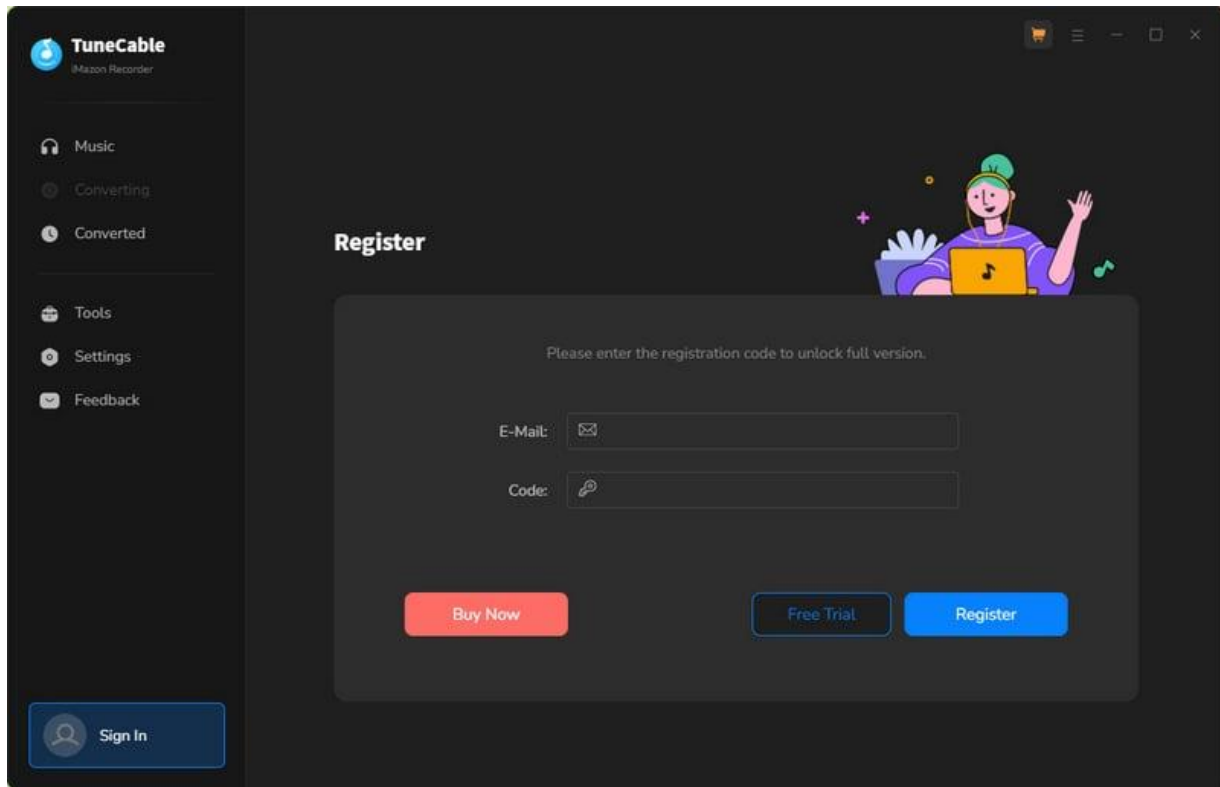 TuneCable
iMazon Recorder
Music
Converting
Converted
Tools
Settings
Feedback
Sign In
Register
Please enter the registration code to unlock full version.
E-Mail:
Code:
Buy Now
Free Trial
Register